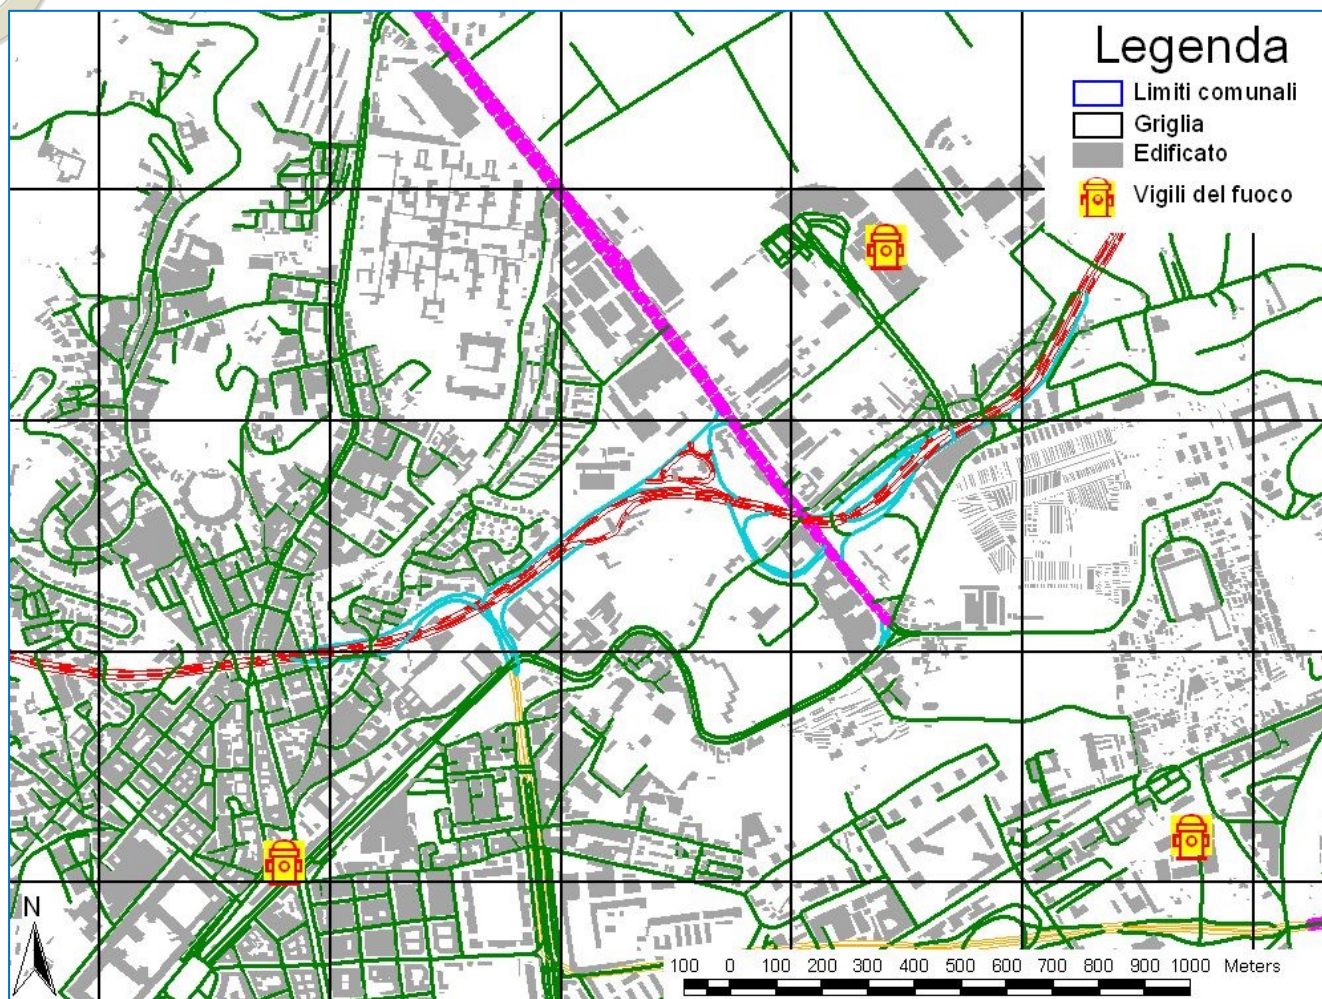 Legenda
Limiti comunali
Griglia
Edificato
Vigili del fuoco
N
100 0 100 200 300 400 500 600 700 800 900 1000 Meters